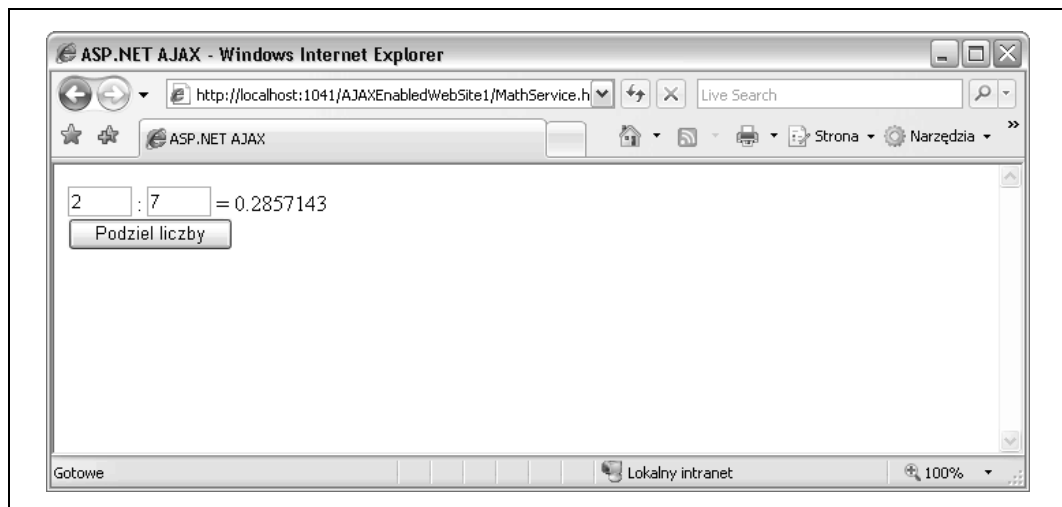 ASP.NET AJAX - Windows Internet Explorer
http://localhost:1041/AJAXEnabledWebSite1/MathService.h
Live Search
ASP.NET AJAX
Strona
Narzędzia
»
2 : 7 = 0.2857143
Podziel liczby
Gotowe
Lokalny intranet
100%